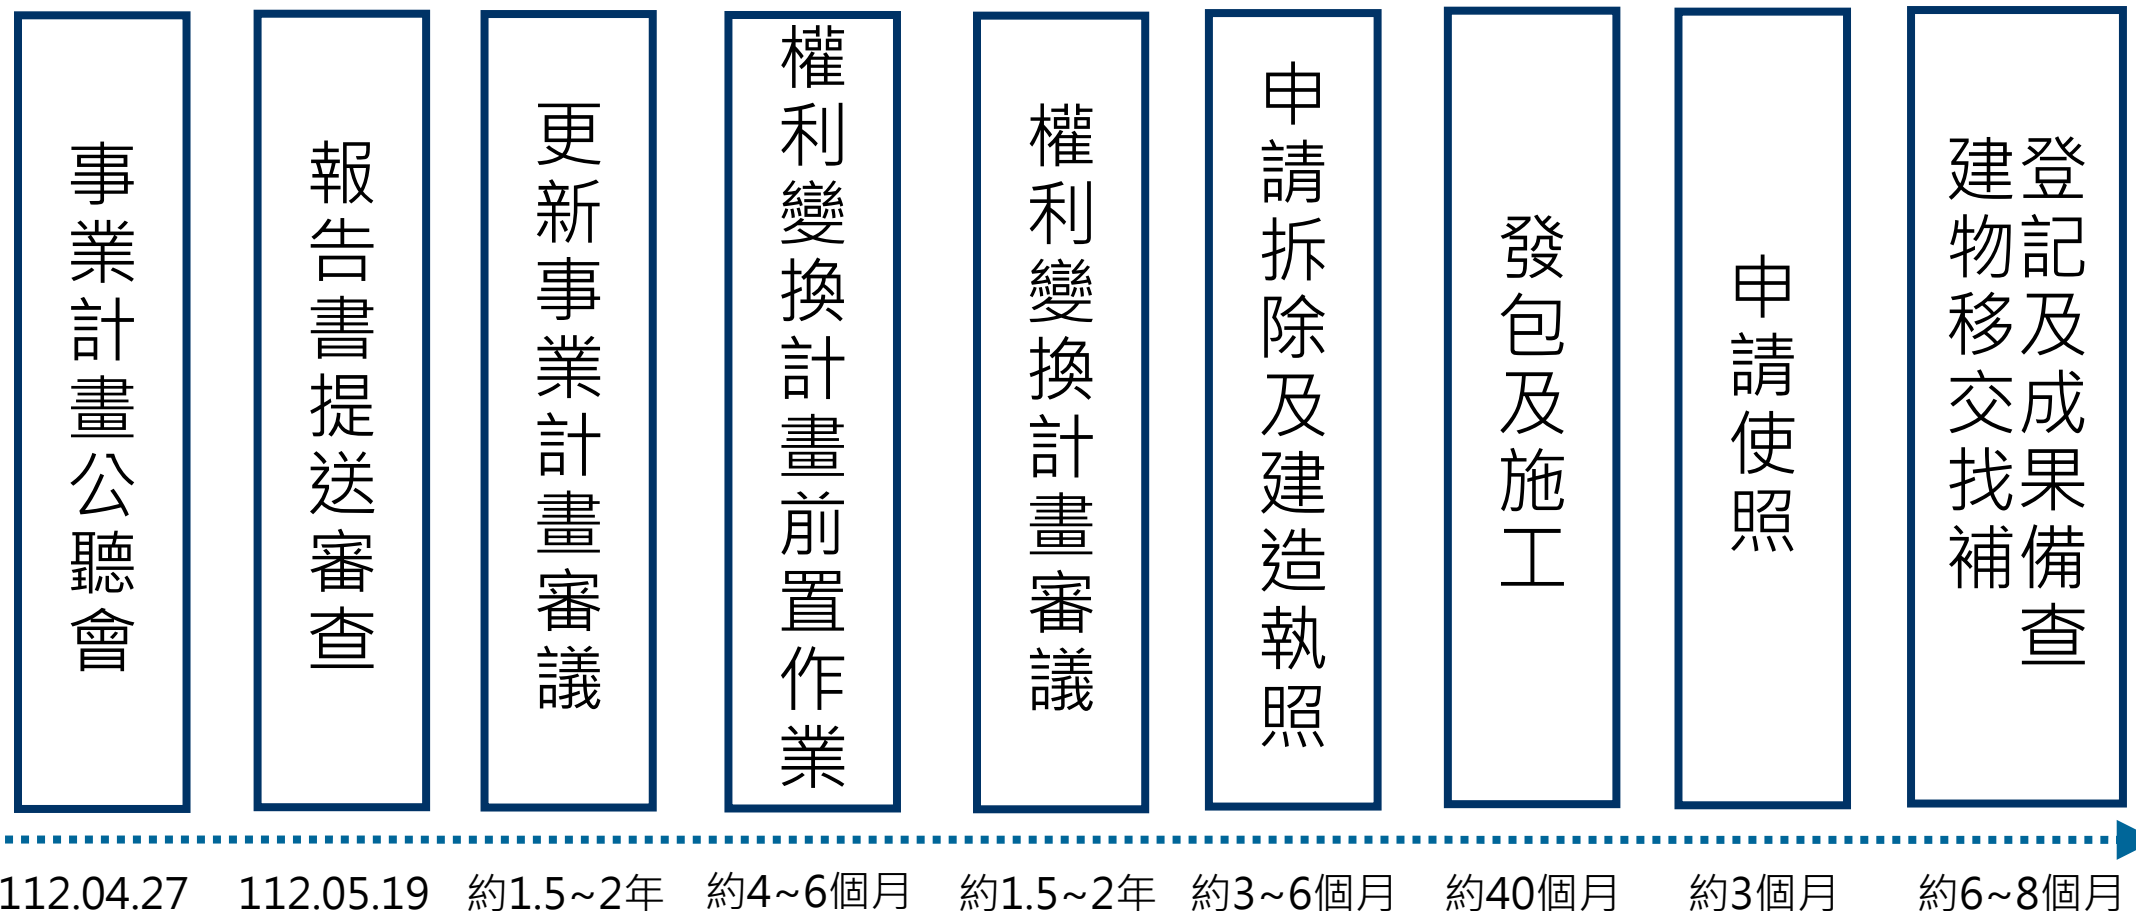 事業計畫公聽會
報告書提送審查
更新事業計畫審議
權利變換計畫前置作業
權利變換計畫審議
申請拆除及建造執照
發包及施工
申請使照
登記及成果備查
建物移交找補
112.04.27
112.05.19
約1.5~2年
約4~6個月
約1.5~2年
約3~6個月
約40個月
約3個月
約6~8個月